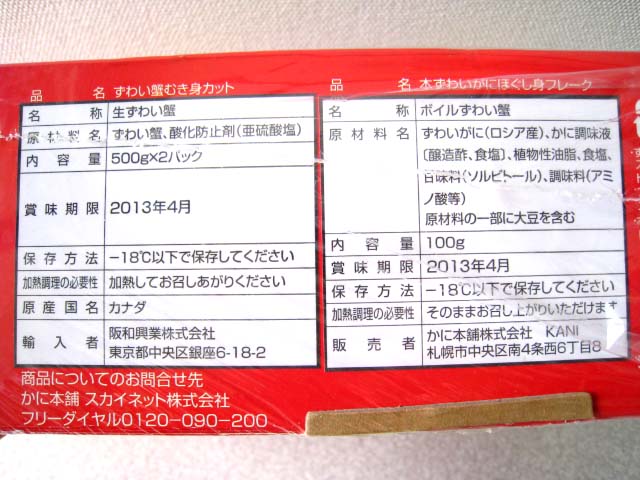 品 名 ずわい蟹むき身カット
名 称 生ずわい蟹
原材料名 ずわい蟹、酸化防止剤(亜硫酸塩)
内容量 500g×2パック
賞味期限 2013年4月
保存方法 -18℃以下で保存してください
加熱調理の必要性 加熱してお召しあがりください
原産国名 カナダ
輸入者 阪和興業株式会社
東京都中央区銀座6-18-2
商品についてのお問合せ先
かに本舗 スカイネット株式会社
フリーダイヤル0120-090-200
品 名 本ずわいかにほぐし身フレーク
名 称 ボイルずわい蟹
原材料名 ずわいがに(ロシア産)、かに調味液
〔醸造酢、食塩〕、植物性油脂、食塩、
甘味料(ソルビトール)、調味料(アミ
ノ酸等)
原材料の一部に大豆を含む
内容量 100g
賞味期限 2013年4月
保存方法 -18℃以下で保存してください
加熱調理の必要性 そのままお召し上がりいただけます
販売者 かに本舗株式会社 KANI
札幌市中央区南4条西6丁目8